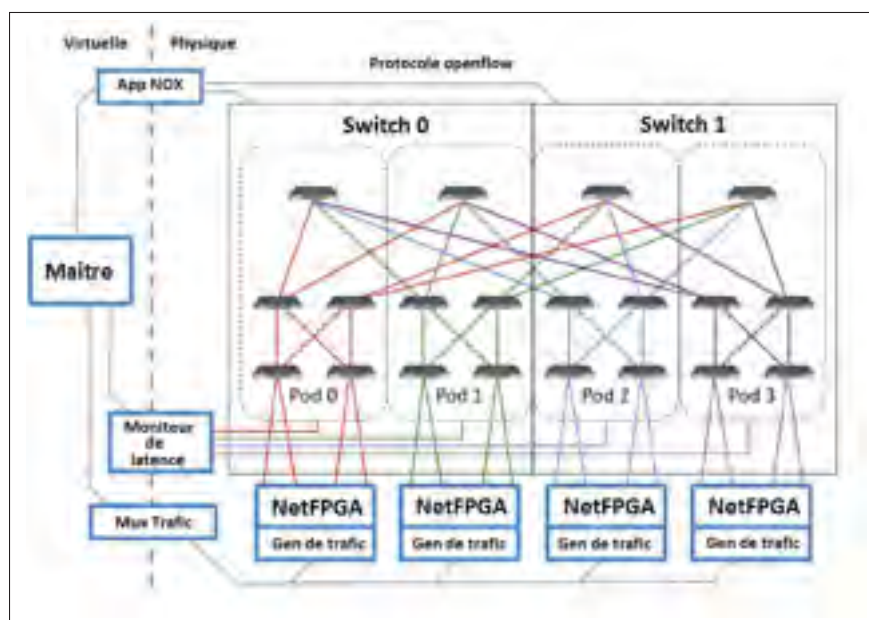 Virtuelle
Physique
App NOX
Protocole openflow
Switch 0
Switch 1
Maitre
Pod 0
Pod 1
Pod 2
Pod 3
Moniteur
de
latence
Mux Trafic
NetFPGA
NetFPGA
NetFPGA
NetFPGA
Gen de trafic
Gen de trafic
Gen de trafic
Gen de trafic